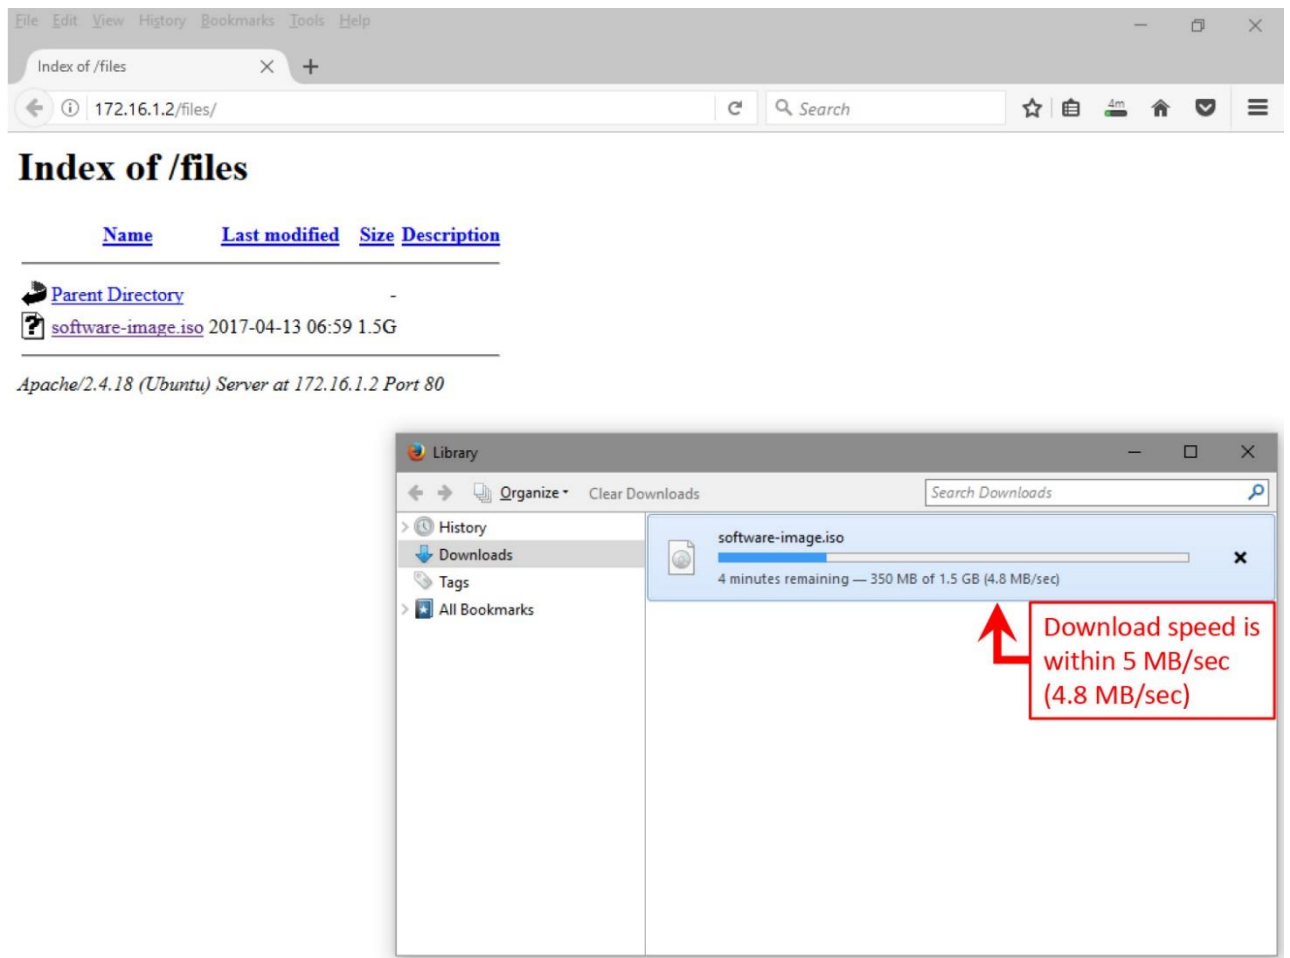 File Edit View History Bookmarks Tools Help
Index of /files
172.16.1.2/files/
Search
4m
Index of /files
Name Last modified Size Description
Parent Directory -
software-image.iso 2017-04-13 06:59 1.5G
Apache/2.4.18 (Ubuntu) Server at 172.16.1.2 Port 80
Library
Organize Clear Downloads
Search Downloads
History
Downloads
Tags
All Bookmarks
software-image.iso
4 minutes remaining — 350 MB of 1.5 GB (4.8 MB/sec)
Download speed is
within 5 MB/sec
(4.8 MB/sec)